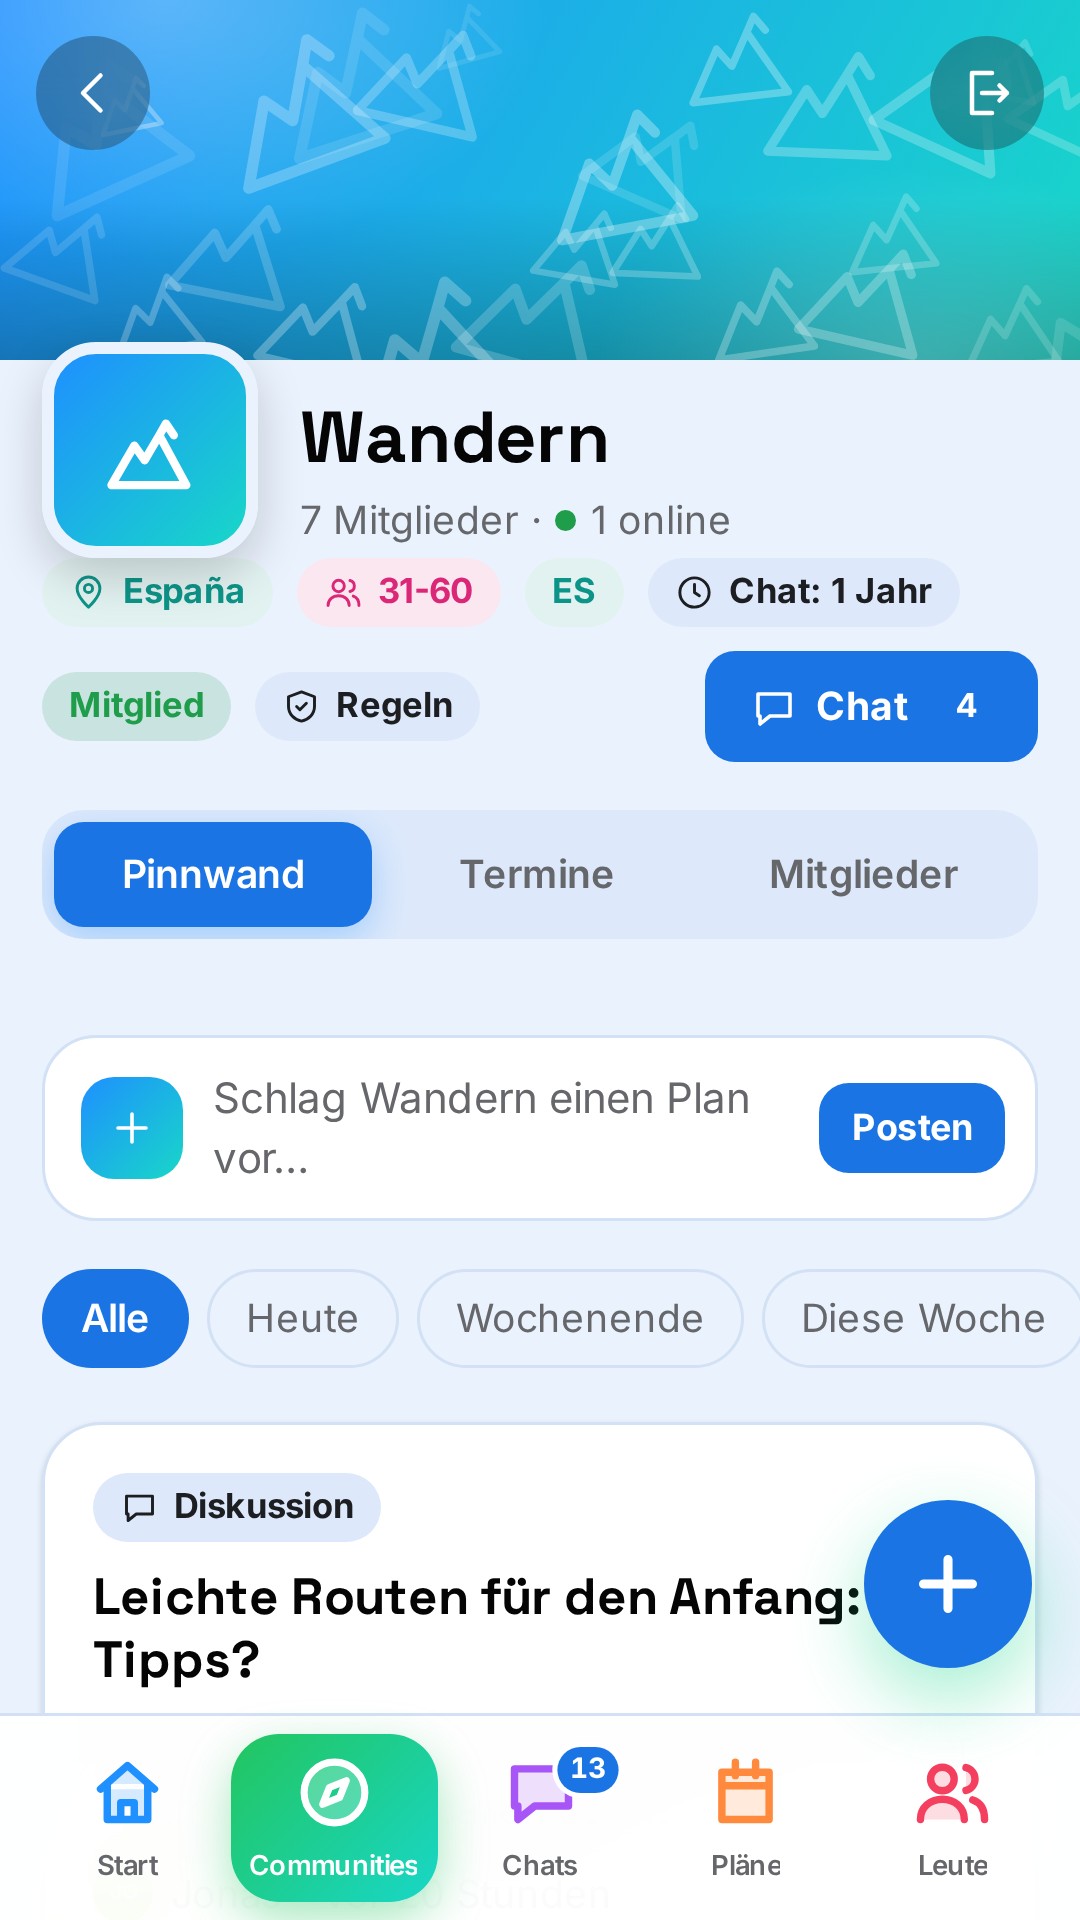 Wandern
7 Mitglieder · 1 online
España
31-60
ES
Chat: 1 Jahr
Mitglied
Regeln
Chat 4
Pinnwand
Termine
Mitglieder
Schlag Wandern einen Plan
vor...
Posten
Alle
Heute
Wochenende
Diese Woche
Diskussion
Leichte Routen für den Anfang:
Tipps?
13
Start
Communities
Chats
Pläne
Leute
Stunden